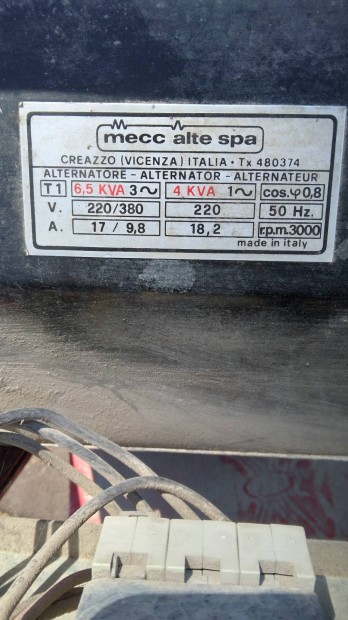 mecc alte spa
CREAZZO (VICENZA) ITALIA · Tx 480374
ALTERNATORE - ALTERNATOR - ALTERNATEUR
T1 6,5 KVA 3∿ 4 KVA 1∿ cos.φ0,8
V. 220/380 220 50 Hz.
A. 17 / 9,8 18,2 r.p.m.3000
made in italy